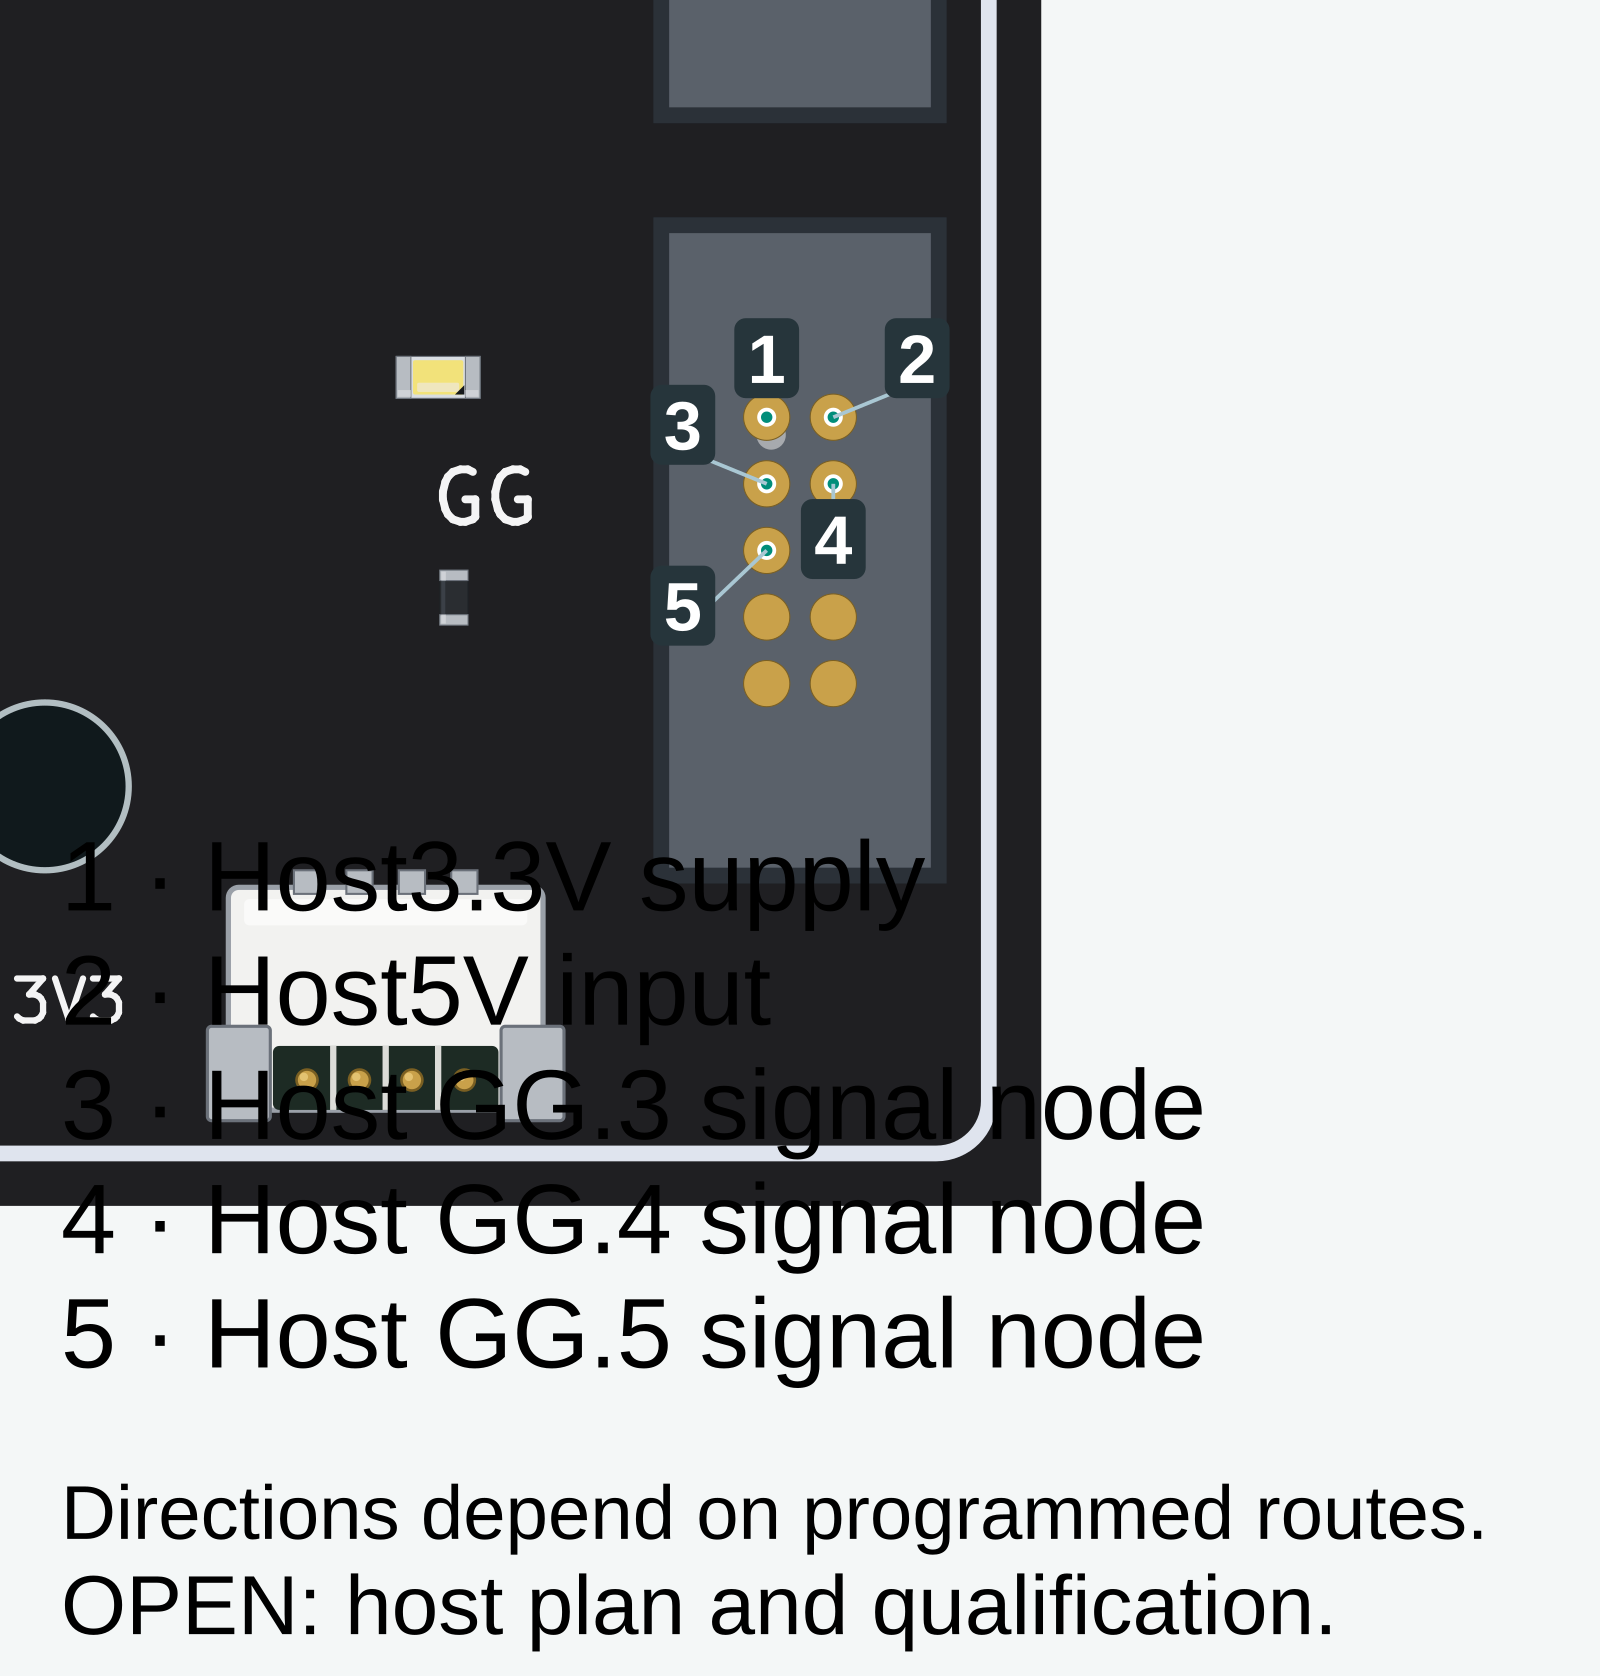 1
2
3
4
GG
5
1 · Host3.3V supply
2 · Host5V input
3V3
3 · Host GG.3 signal node
4 · Host GG.4 signal node
5 · Host GG.5 signal node
Directions depend on programmed routes.
OPEN: host plan and qualification.